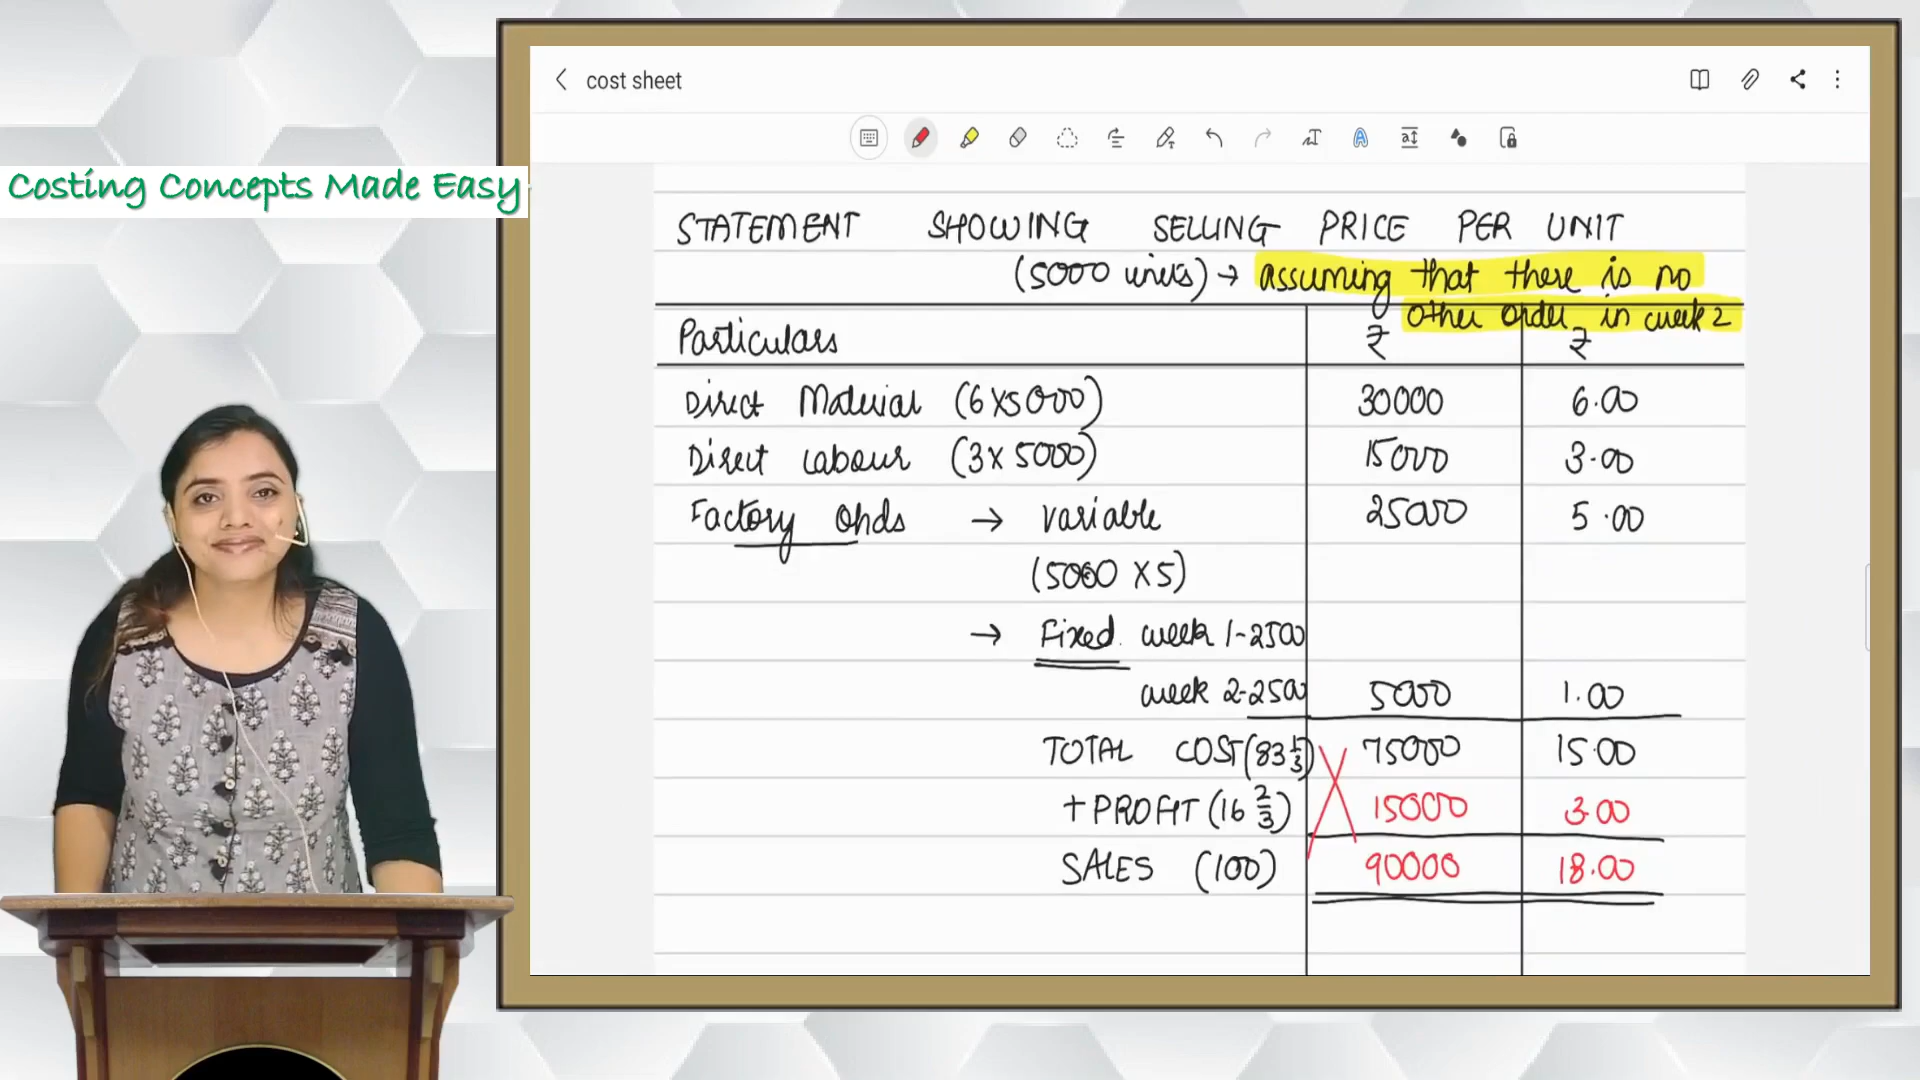 cost sheet
Costing Concepts Made Easy
STATEMENT SHOWING SELLING PRICE PER UNIT
(5000 units) → assuming that there is no
other order in week 2
Particulars ₹ ₹
Direct Material (6X5000) 30000 6.00
Direct Labour (3 X 5000) 15000 3.00
Factory Ohds → variable 25000 5.00
(5000 X 5)
→ Fixed week 1-2500
week 2-2500 5000 1.00
TOTAL COST (83 1/3) 75000 15.00
+ PROFIT (16 2/3) 15000 3.00
SALES (100) 90000 18.00